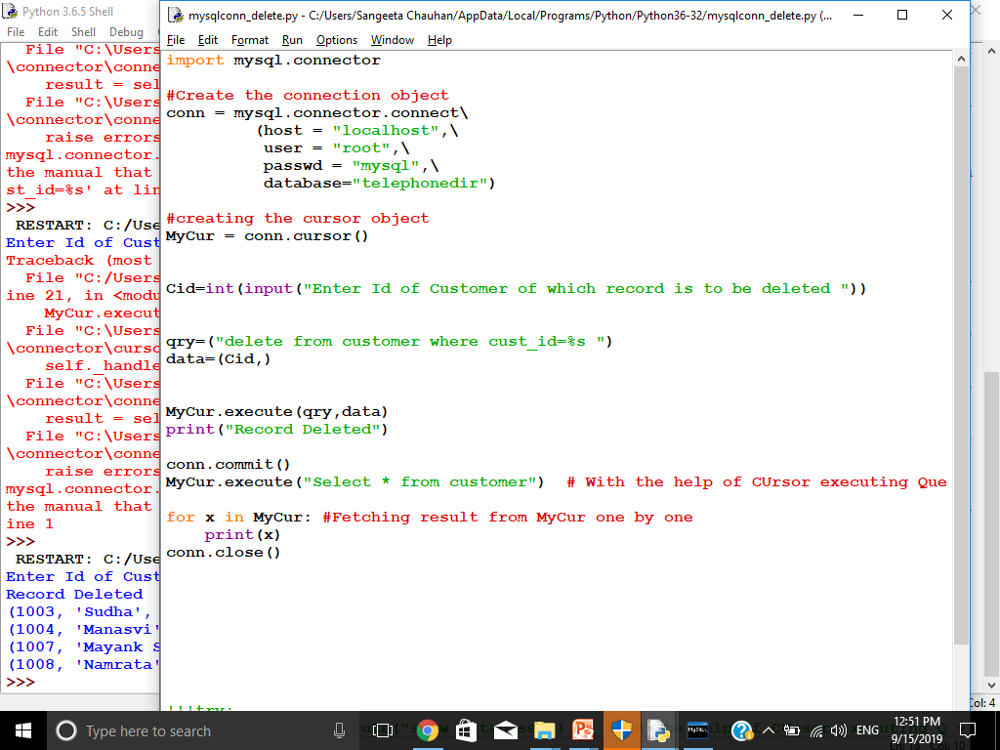 Python 3.6.5 Shell
File Edit Shell Debug
File "C:\Users
\connector\conne
result = sel
File "C:\Users
\connector\conne
raise errors
mysql.connector.
the manual that
st_id=%s' at lin
>>>
RESTART: C:/Use
Enter Id of Cust
Traceback (most
File "C:/Users
ine 21, in <modu
MyCur.execut
File "C:\Users
\connector\curso
self._handle
File "C:\Users
\connector\conne
result = sel
File "C:\Users
\connector\conne
raise errors
mysql.connector.
the manual that
ine 1
>>>
RESTART: C:/Use
Enter Id of Cust
Record Deleted
(1003, 'Sudha',
(1004, 'Manasvi'
(1007, 'Mayank S
(1008, 'Namrata'
>>>
mysqlconn_delete.py - C:/Users/Sangeeta Chauhan/AppData/Local/Programs/Python/Python36-32/mysqlconn_delete.py (...
File Edit Format Run Options Window Help
import mysql.connector
#Create the connection object
conn = mysql.connector.connect\
(host = "localhost",\
user = "root",\
passwd = "mysql",\
database="telephonedir")
#creating the cursor object
MyCur = conn.cursor()
Cid=int(input("Enter Id of Customer of which record is to be deleted "))
qry=("delete from customer where cust_id=%s ")
data=(Cid,)
MyCur.execute(qry,data)
print("Record Deleted")
conn.commit()
MyCur.execute("Select * from customer") # With the help of CUrsor executing Que
for x in MyCur: #Fetching result from MyCur one by one
print(x)
conn.close()
'''try:
Col: 4
Type here to search
MySQL
ENG
12:51 PM
9/15/2019